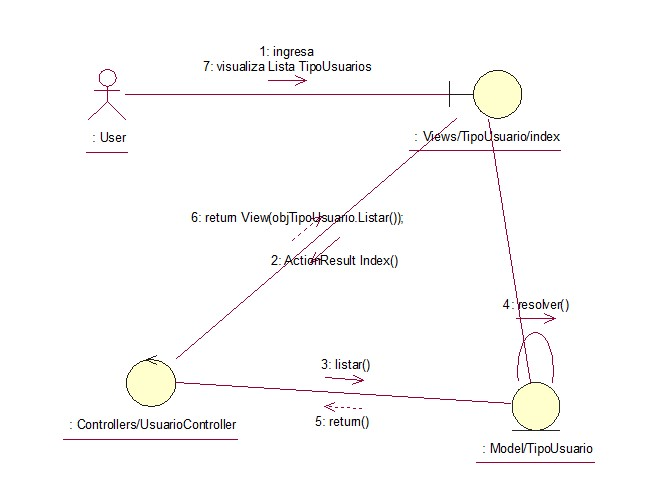 1: ingresa
7: visualiza Lista TipoUsuarios
: User
: Views/TipoUsuario/index
6: return View(objTipoUsuario.Listar());
2: ActionResult Index()
4: resolver()
3: listar()
5: return()
: Controllers/UsuarioController
: Model/TipoUsuario